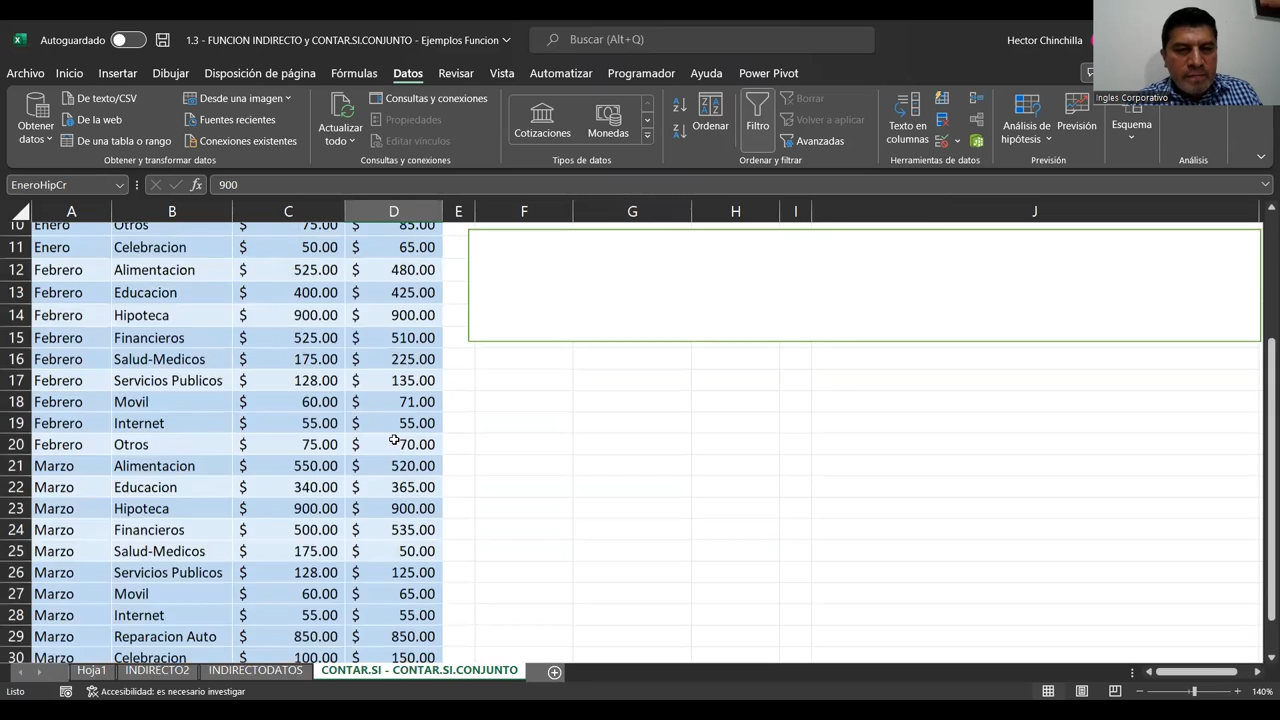 Autoguardado
1.3 - FUNCION INDIRECTO y CONTAR.SI.CONJUNTO - Ejemplos Funcion
Buscar (Alt+Q)
Hector Chinchilla
Ingles Corporativo
Archivo Inicio Insertar Dibujar Disposición de página Fórmulas Datos Revisar Vista Automatizar Programador Ayuda Power Pivot
Obtener datos
De texto/CSV
De la web
De una tabla o rango
Desde una imagen
Fuentes recientes
Conexiones existentes
Obtener y transformar datos
Actualizar todo
Consultas y conexiones
Propiedades
Editar vínculos
Consultas y conexiones
Cotizaciones
Monedas
Tipos de datos
Ordenar
Filtro
Borrar
Volver a aplicar
Avanzadas
Ordenar y filtrar
Texto en columnas
Herramientas de datos
Análisis de hipótesis
Previsión
Previsión
Esquema
Análisis
EneroHipCr
fx
900
A B C D E F G H I J
10 Enero Otros $ 75.00 $ 85.00
11 Enero Celebracion $ 50.00 $ 65.00
12 Febrero Alimentacion $ 525.00 $ 480.00
13 Febrero Educacion $ 400.00 $ 425.00
14 Febrero Hipoteca $ 900.00 $ 900.00
15 Febrero Financieros $ 525.00 $ 510.00
16 Febrero Salud-Medicos $ 175.00 $ 225.00
17 Febrero Servicios Publicos $ 128.00 $ 135.00
18 Febrero Movil $ 60.00 $ 71.00
19 Febrero Internet $ 55.00 $ 55.00
20 Febrero Otros $ 75.00 $ 70.00
21 Marzo Alimentacion $ 550.00 $ 520.00
22 Marzo Educacion $ 340.00 $ 365.00
23 Marzo Hipoteca $ 900.00 $ 900.00
24 Marzo Financieros $ 500.00 $ 535.00
25 Marzo Salud-Medicos $ 175.00 $ 50.00
26 Marzo Servicios Publicos $ 128.00 $ 125.00
27 Marzo Movil $ 60.00 $ 65.00
28 Marzo Internet $ 55.00 $ 55.00
29 Marzo Reparacion Auto $ 850.00 $ 850.00
30 Marzo Celebracion $ 100.00 $ 150.00
Hoja1 INDIRECTO2 INDIRECTODATOS CONTAR.SI - CONTAR.SI.CONJUNTO
Listo
Accesibilidad: es necesario investigar
140%